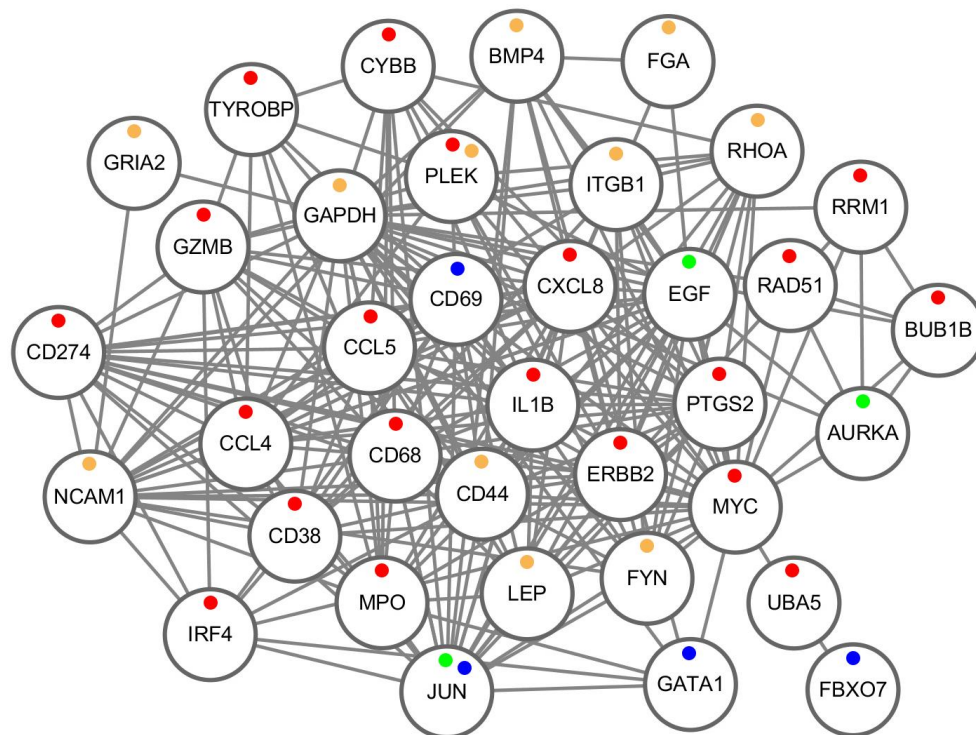 CYBB
BMP4
FGA
TYROBP
GRIA2
PLEK
ITGB1
RHOA
GAPDH
RRM1
GZMB
CD69
CXCL8
EGF
RAD51
BUB1B
CD274
CCL5
IL1B
PTGS2
AURKA
CCL4
CD68
ERBB2
NCAM1
CD44
MYC
CD38
MPO
LEP
FYN
UBA5
IRF4
JUN
GATA1
FBXO7